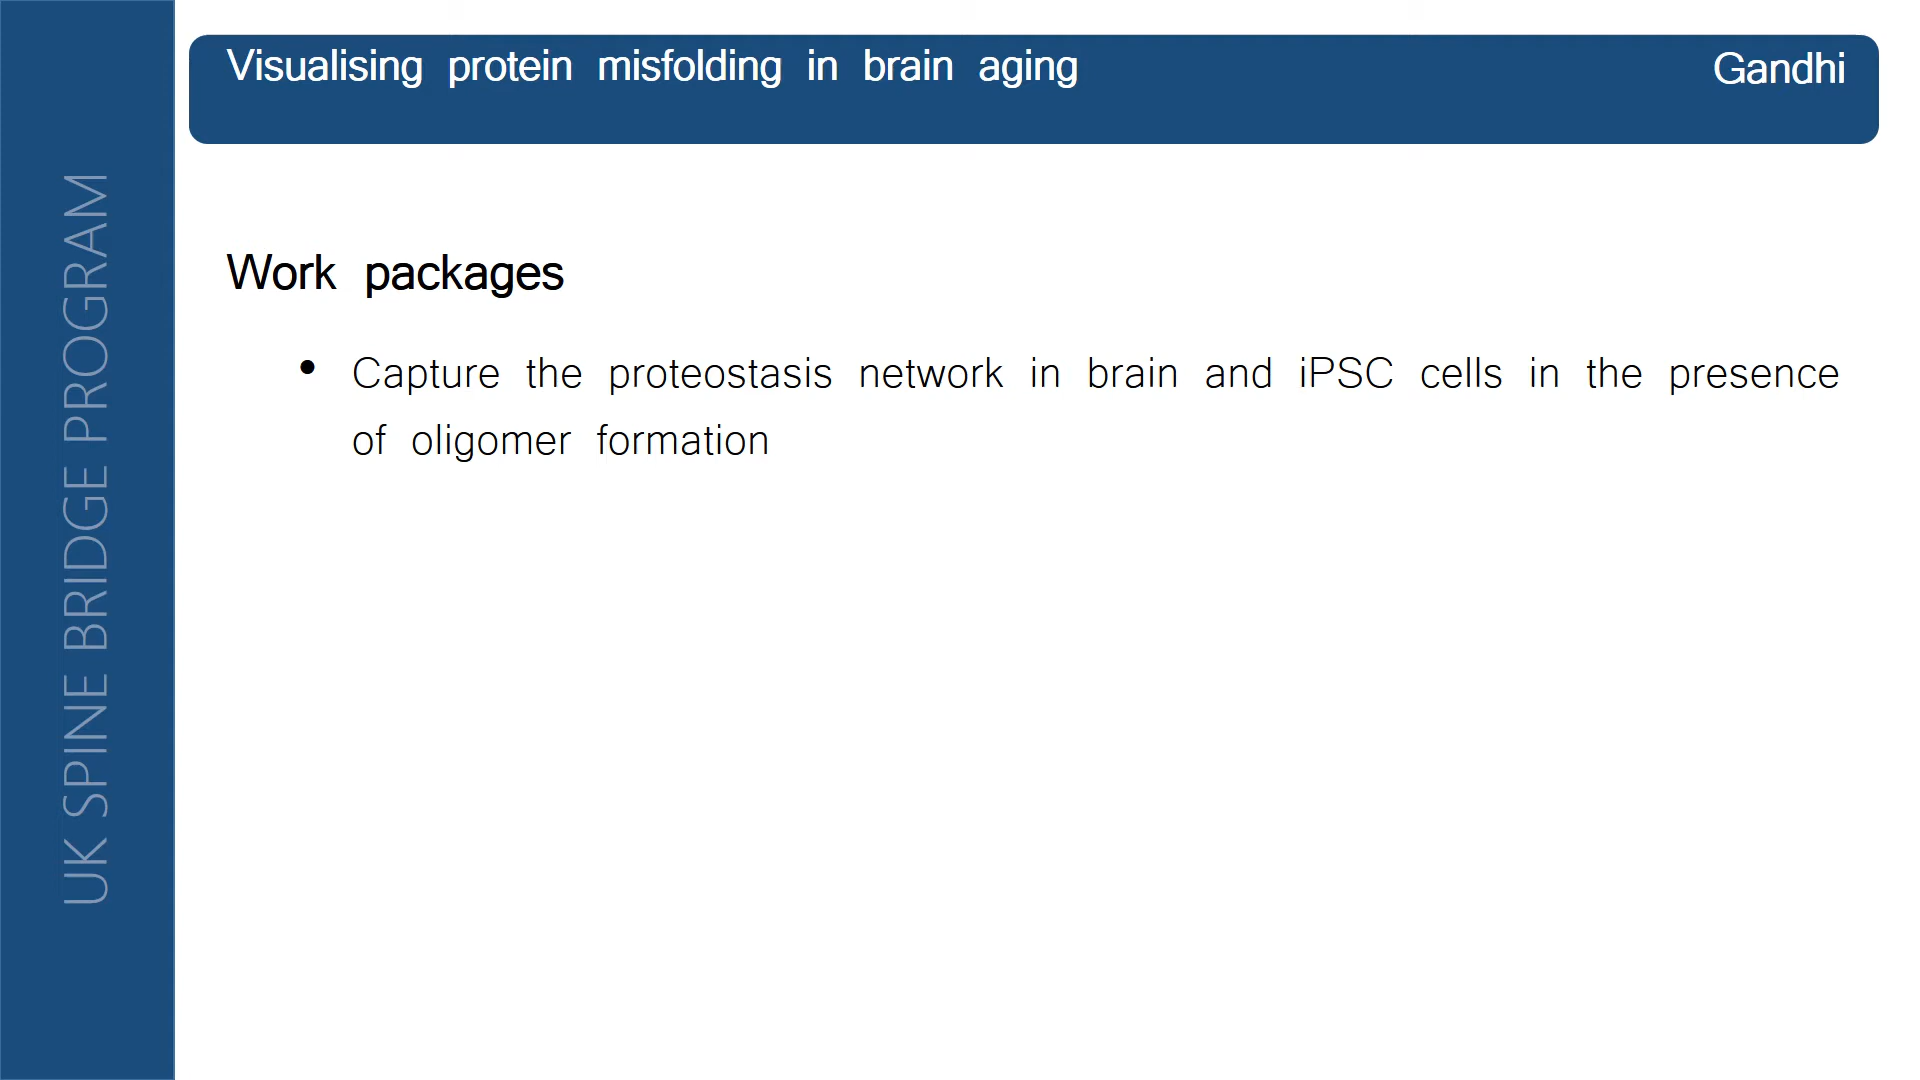 Visualising protein misfolding in brain aging
Gandhi
UK SPINE BRIDGE PROGRAM
Work packages
• Capture the proteostasis network in brain and iPSC cells in the presence
of oligomer formation